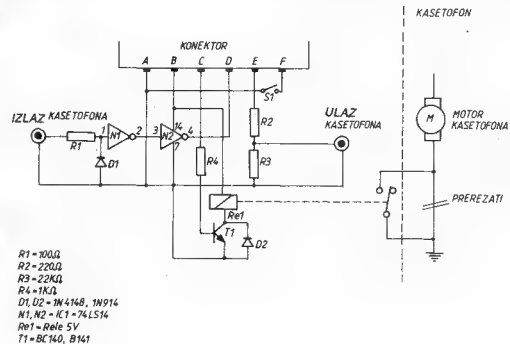 KASETOFON
KONEKTOR
A B C D E F
S1
IZLAZ KASETOFONA
ULAZ
KASETOFONA
1 N1 2 3 N2 14 4 7
R1
D1
R2
R3
R4
M
MOTOR
KASETOFONA
Re1
T1
D2
PREREZATI
R1=100Ω
R2=220Ω
R3=22KΩ
R4=1KΩ
D1, D2=1N4148, 1N914
N1, N2=IC1=74LS14
Re1=Rele 5V
T1=BC140, B141